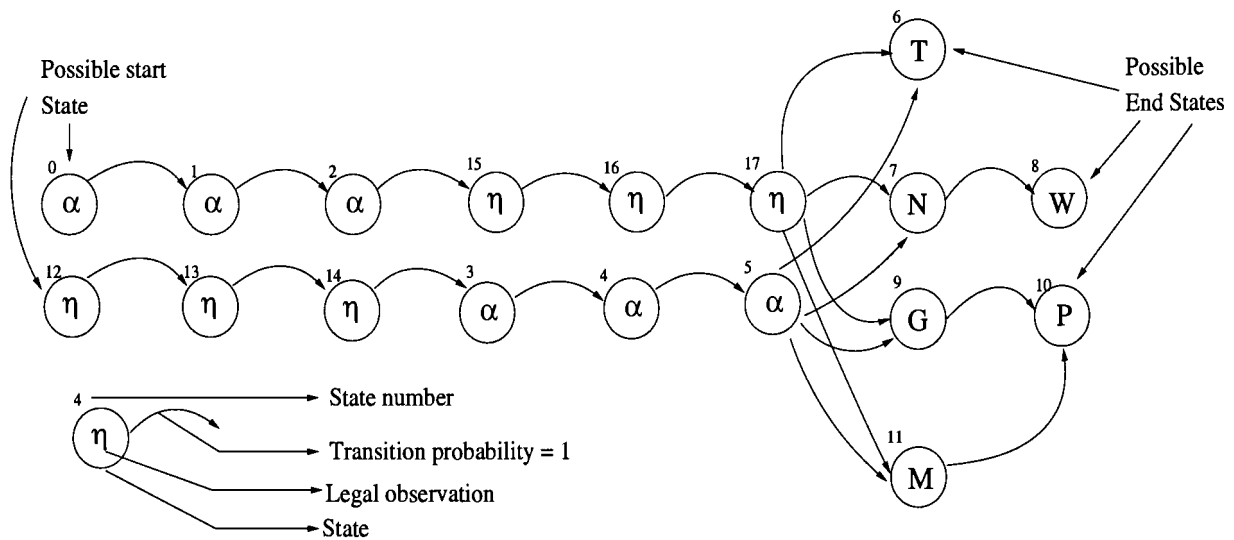 6
T
Possible start
State
Possible
End States
0 1 2 15 16 17 7 8
α α α η η η N W
12 13 14 3 4 5 9 10
η η η α α α G P
4 State number
η
Transition probability = 1
11
M
Legal observation
State